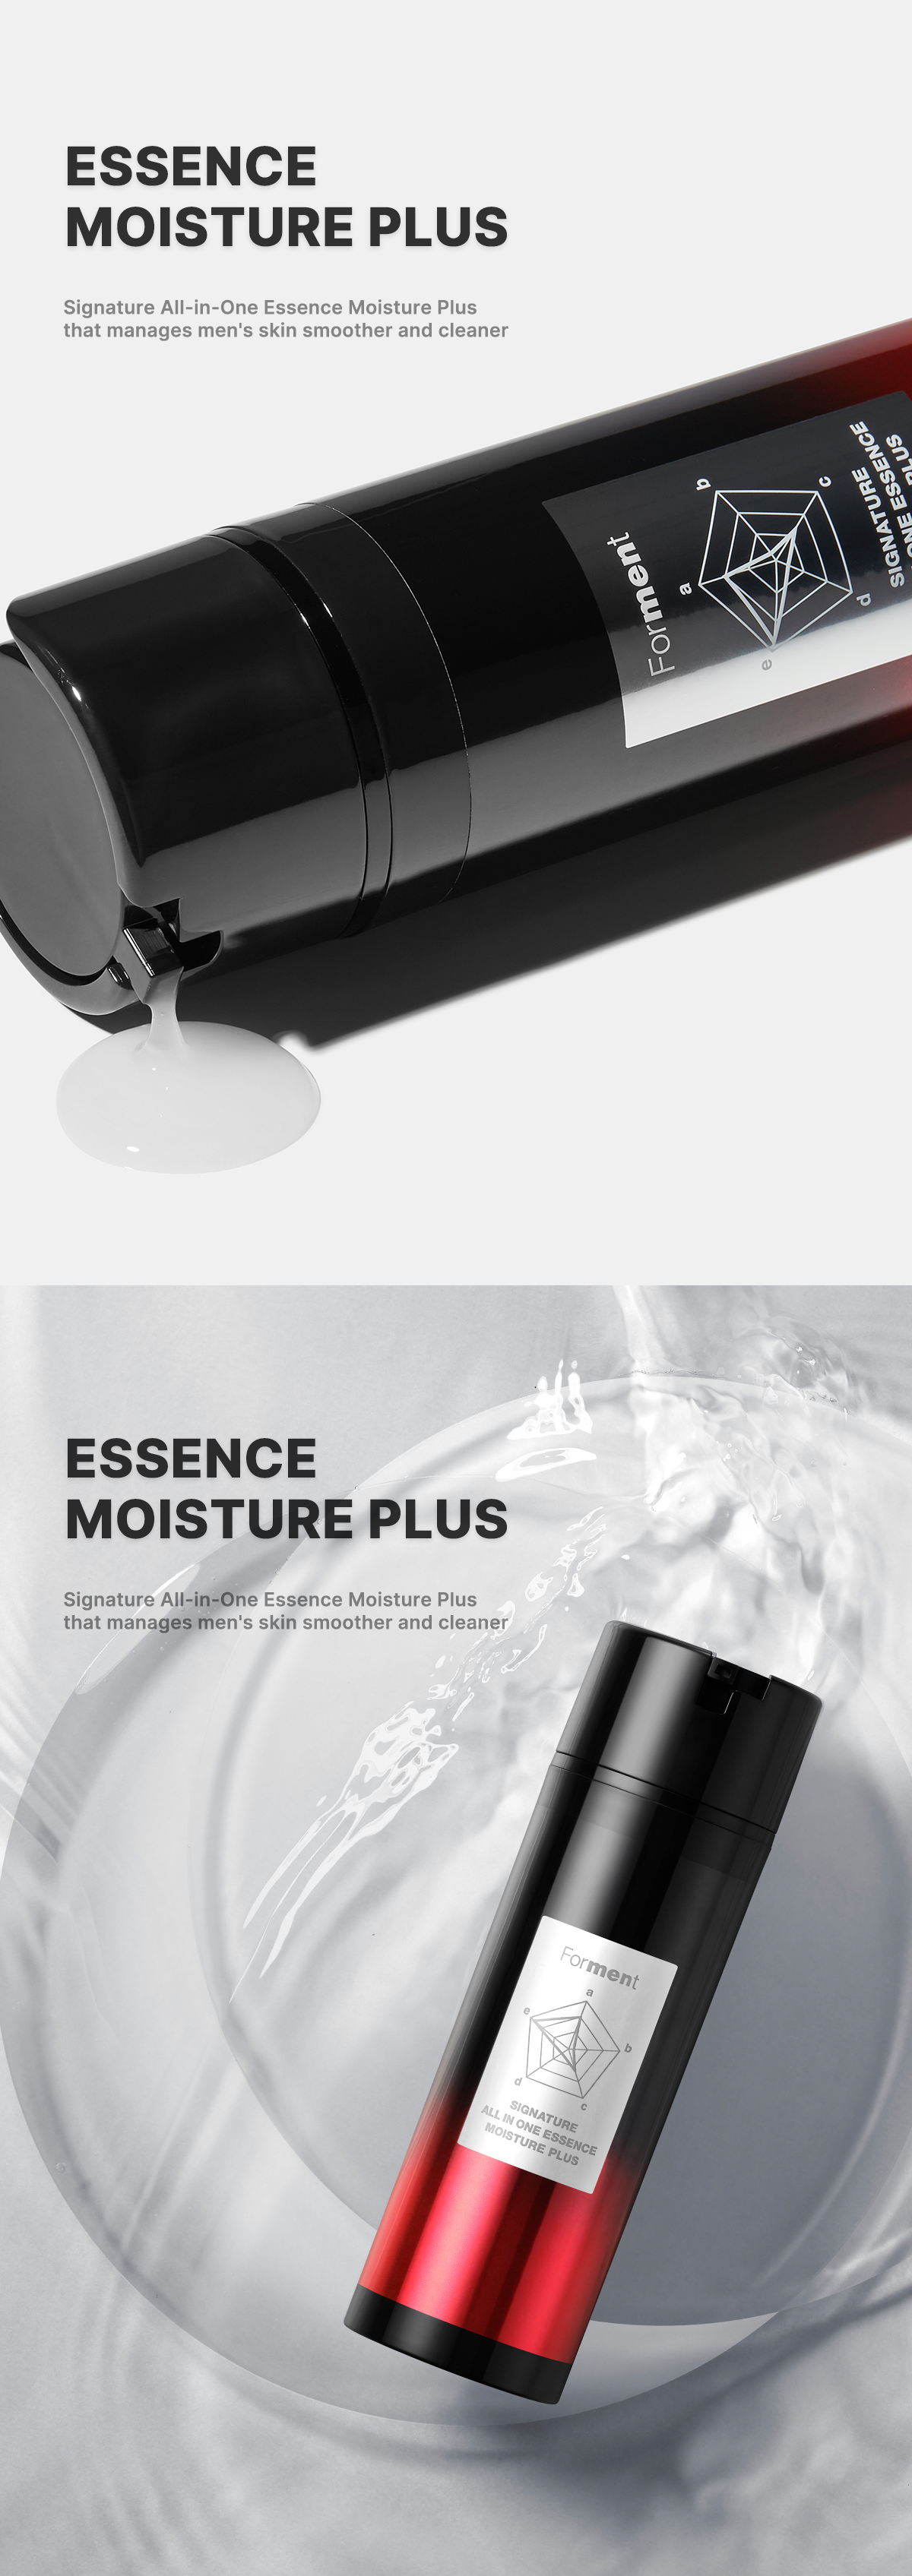 ESSENCE
MOISTURE PLUS
Signature All-in-One Essence Moisture Plus
that manages men's skin smoother and cleaner
Forment
a
b
c
d
e
SIGNATURE
ONE ESSSENCE
PLUS
ESSENCE
MOISTURE PLUS
Signature All-in-One Essence Moisture Plus
that manages men's skin smoother and cleaner
Forment
a
e
b
d
c
SIGNATURE
ALL IN ONE ESSENCE
MOISTURE PLUS